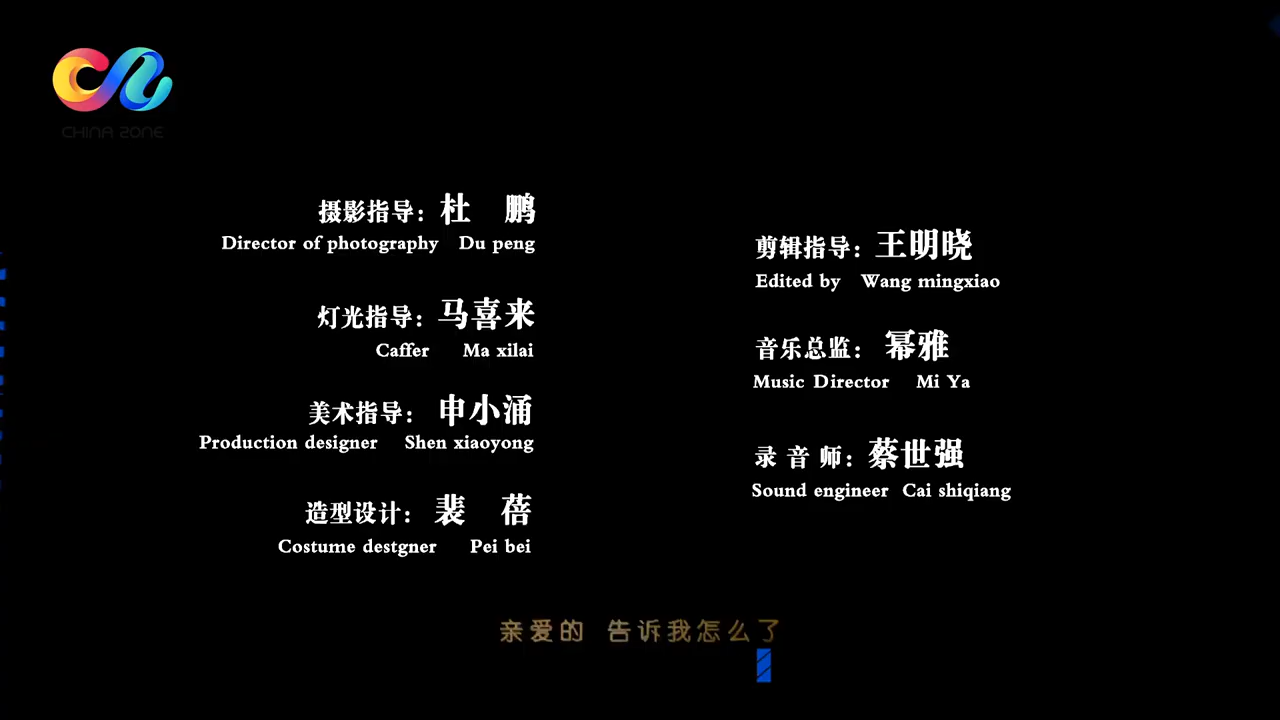 CHINA ZONE
摄影指导：杜 鹏
Director of photography Du peng
灯光指导：马喜来
Caffer Ma xilai
美术指导：申小涌
Production designer Shen xiaoyong
造型设计：裴 蓓
Costume destgner Pei bei
剪辑指导：王明晓
Edited by Wang mingxiao
音乐总监：幂雅
Music Director Mi Ya
录 音 师：蔡世强
Sound engineer Cai shiqiang
亲爱的 告诉我怎么了